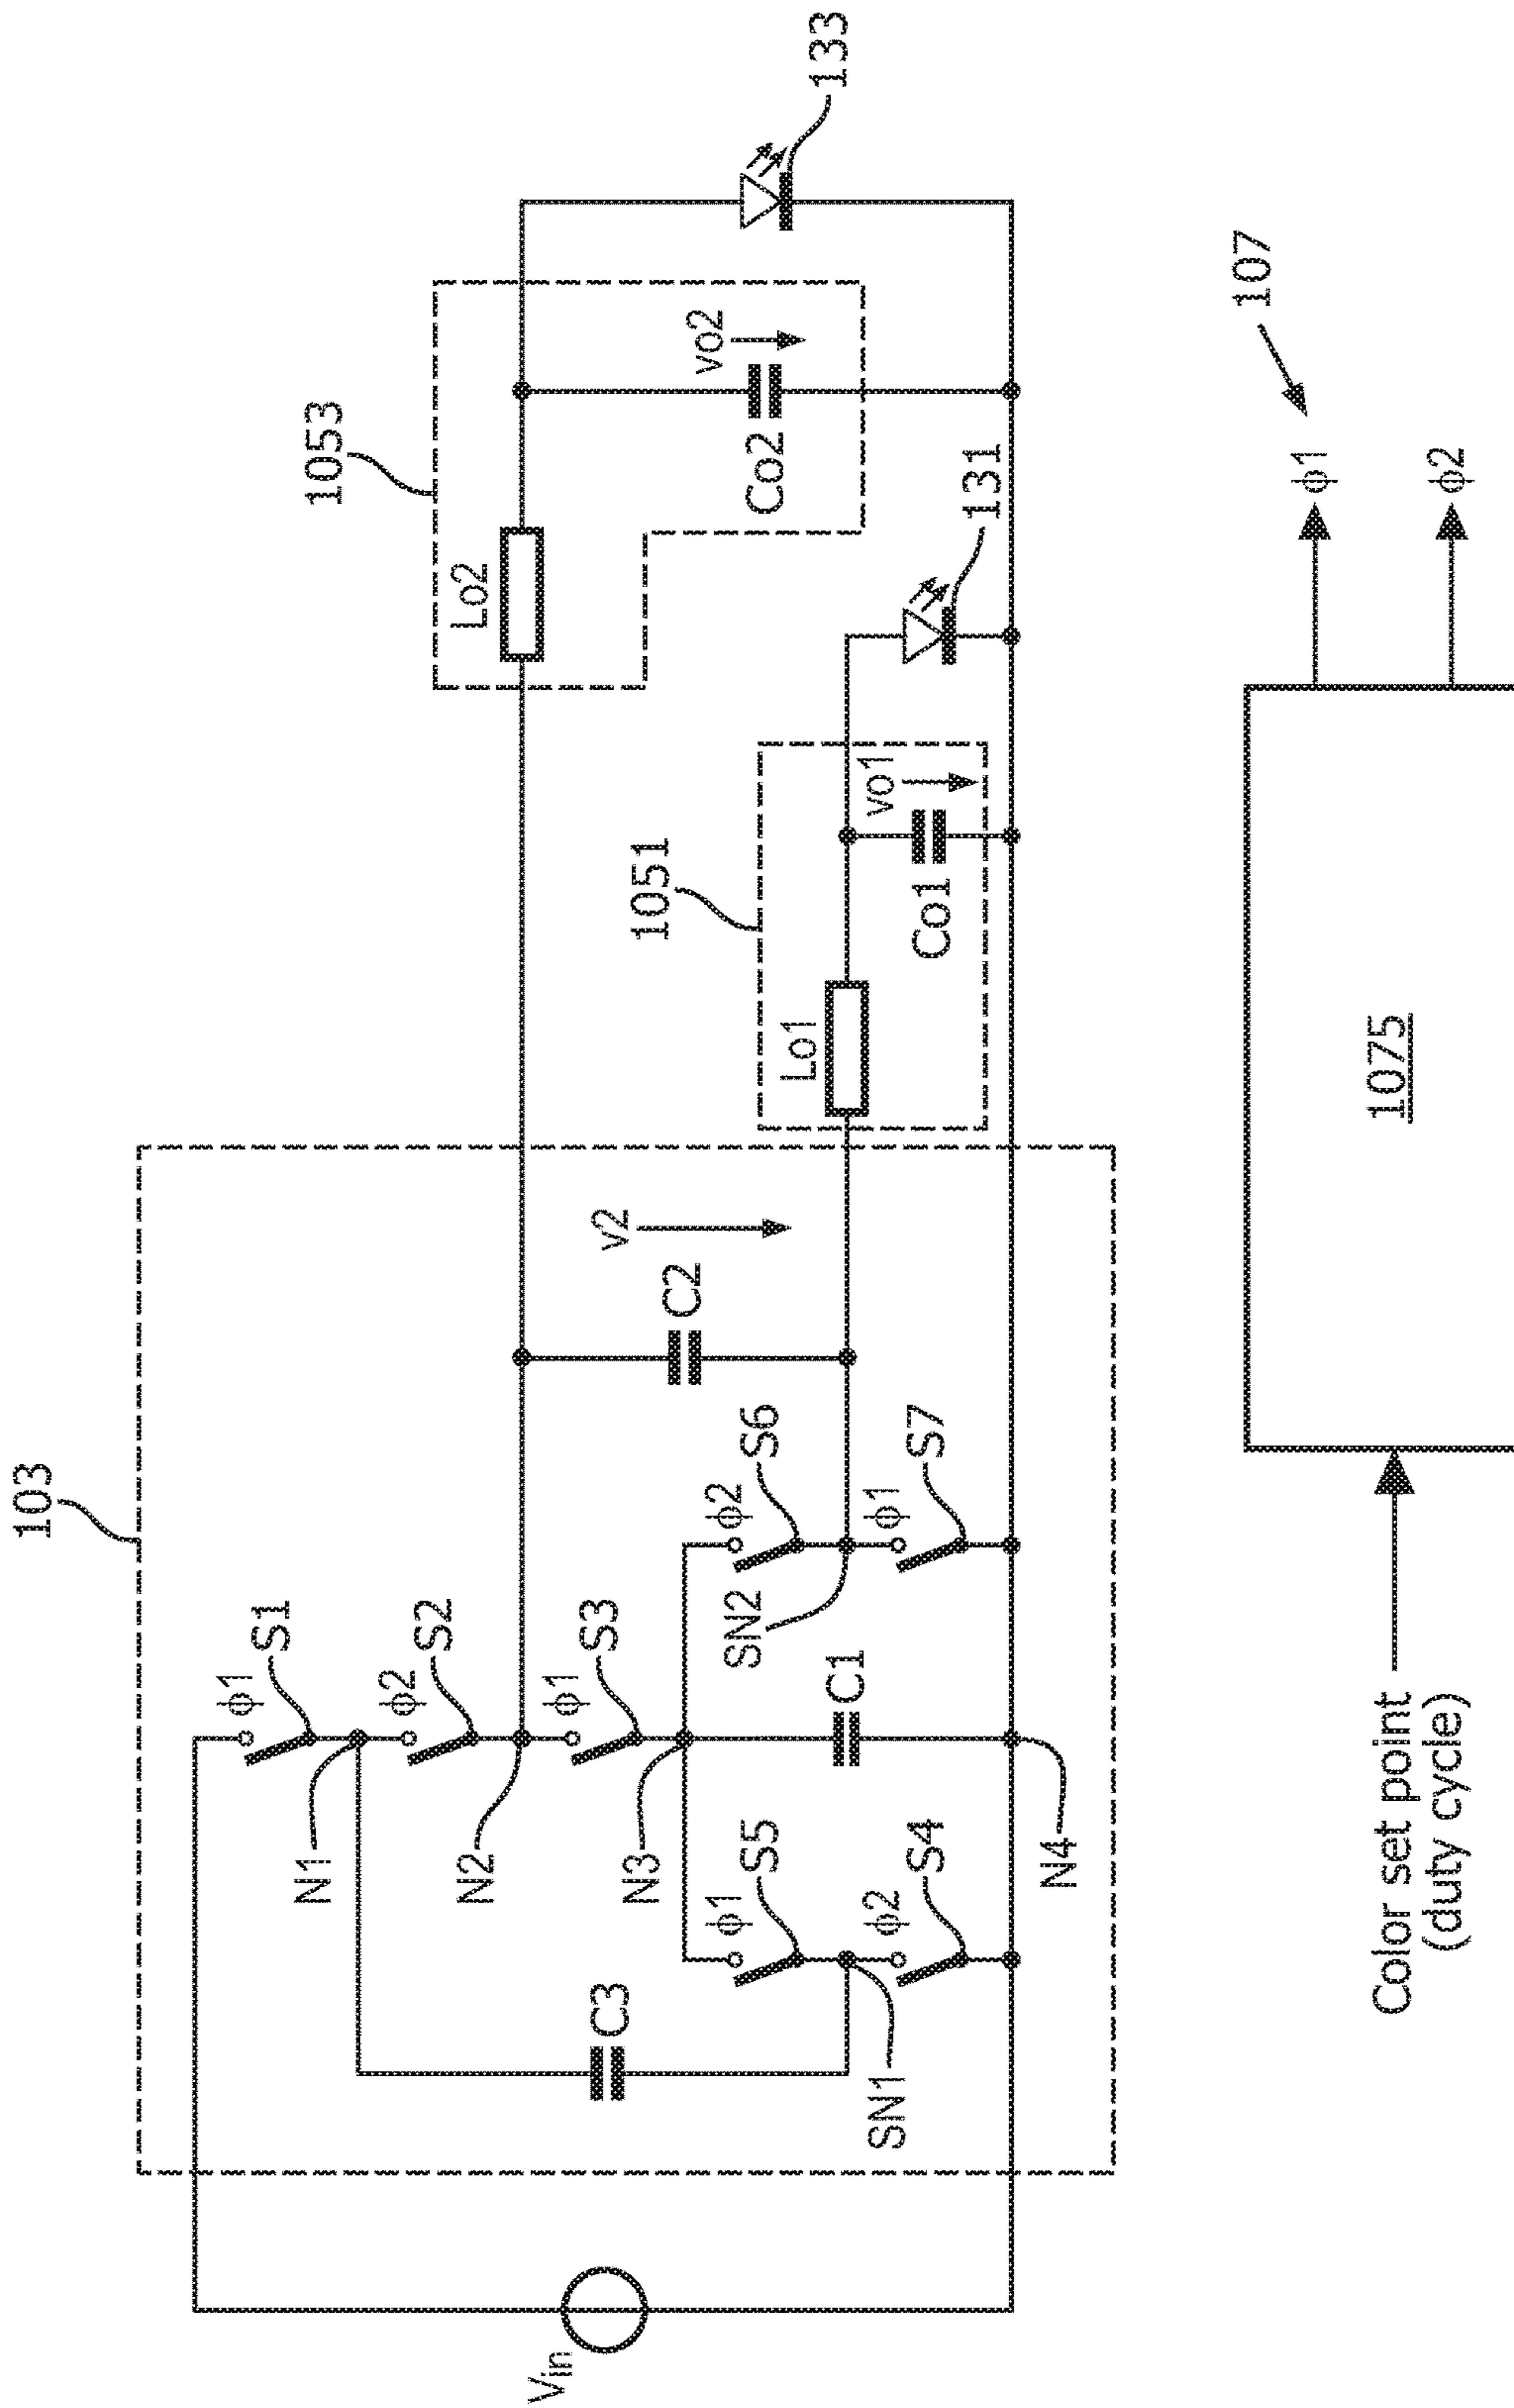 103
1053
133
S1
ϕ1
N1
S2
ϕ2
Lo2
N2
S3
ϕ1
v2
vo2
1051
C2
Co2
N3
C3
S5
ϕ1
SN2
ϕ2
S6
Lo1
vo1
131
C1
Vin
SN1
ϕ2
S4
ϕ1
S7
Co1
N4
107
Color set point
(duty cycle)
1075
ϕ1
ϕ2